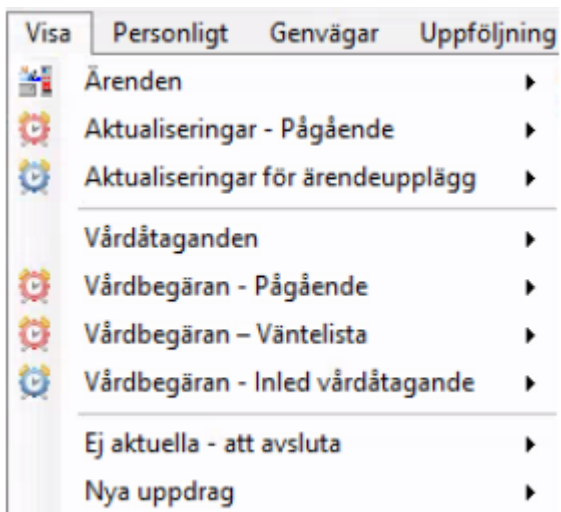 Visa Personligt Genvägar Uppföljning
Ärenden
Aktualiseringar - Pågående
Aktualiseringar för ärendeupplägg
Vårdåtaganden
Vårdbegäran - Pågående
Vårdbegäran – Väntelista
Vårdbegäran - Inled vårdåtagande
Ej aktuella - att avsluta
Nya uppdrag